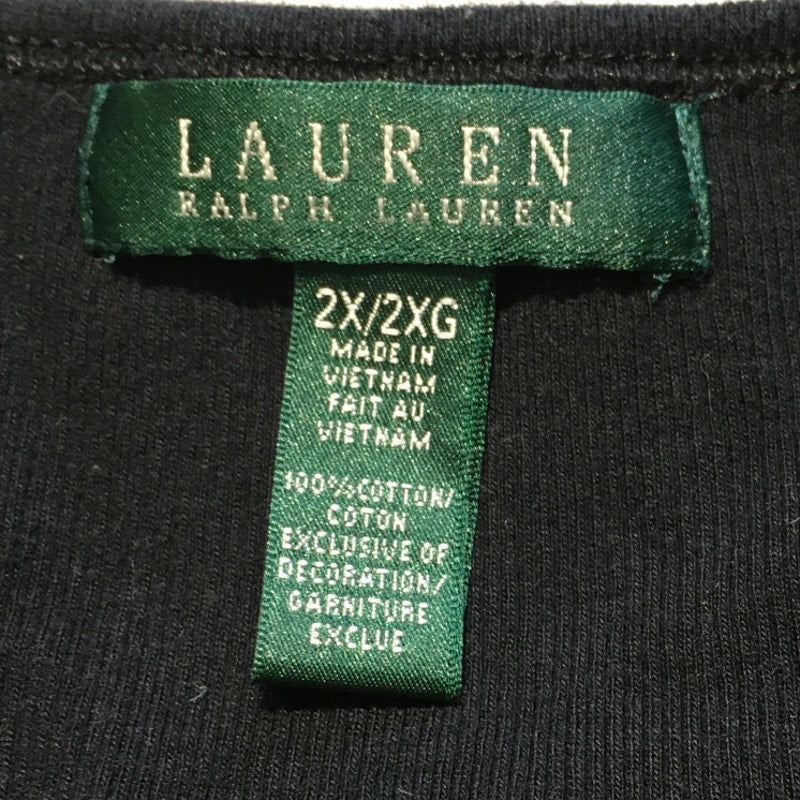 LAUREN
RALPH LAUREN
2X/2XG
MADE IN
VIETNAM
FAIT AU
VIETNAM
100% COTTON/
COTON
EXCLUSIVE OF
DECORATION/
GARNITURE
EXCLUE